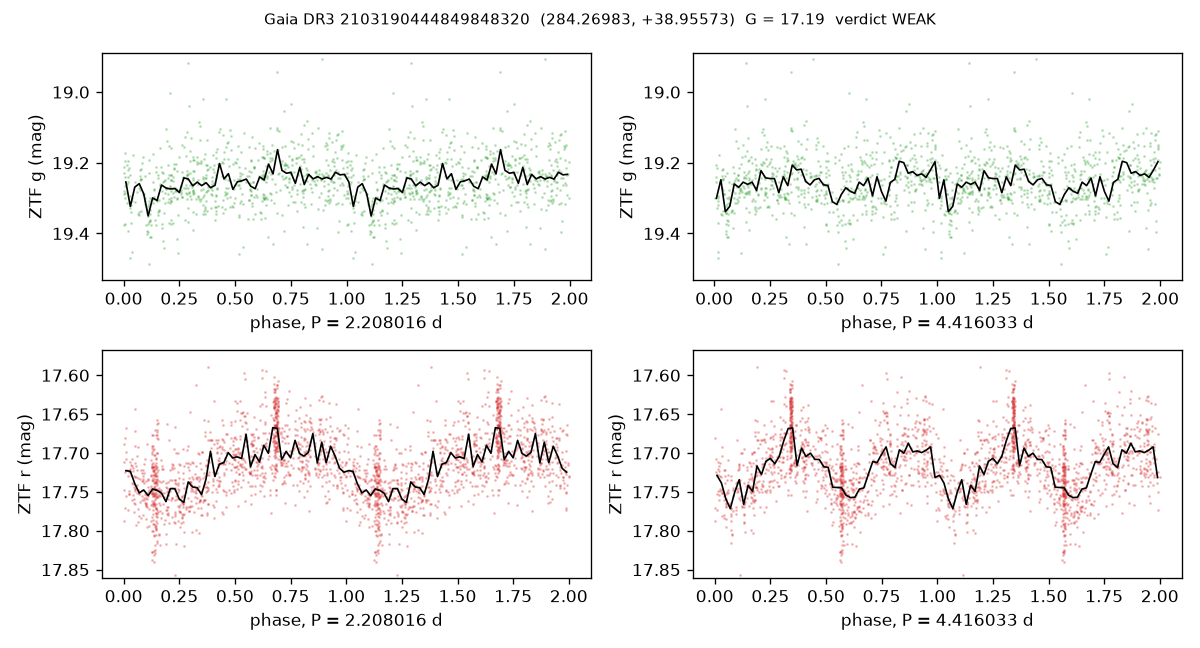 Gaia DR3 2103190444849848320 (284.26983, +38.95573) G = 17.19 verdict WEAK
ZTF g (mag)
19.0
19.2
19.4
0.00 0.25 0.50 0.75 1.00 1.25 1.50 1.75 2.00
phase, P = 2.208016 d
ZTF g (mag)
19.0
19.2
19.4
0.00 0.25 0.50 0.75 1.00 1.25 1.50 1.75 2.00
phase, P = 4.416033 d
ZTF r (mag)
17.60
17.65
17.70
17.75
17.80
17.85
0.00 0.25 0.50 0.75 1.00 1.25 1.50 1.75 2.00
phase, P = 2.208016 d
ZTF r (mag)
17.60
17.65
17.70
17.75
17.80
17.85
0.00 0.25 0.50 0.75 1.00 1.25 1.50 1.75 2.00
phase, P = 4.416033 d